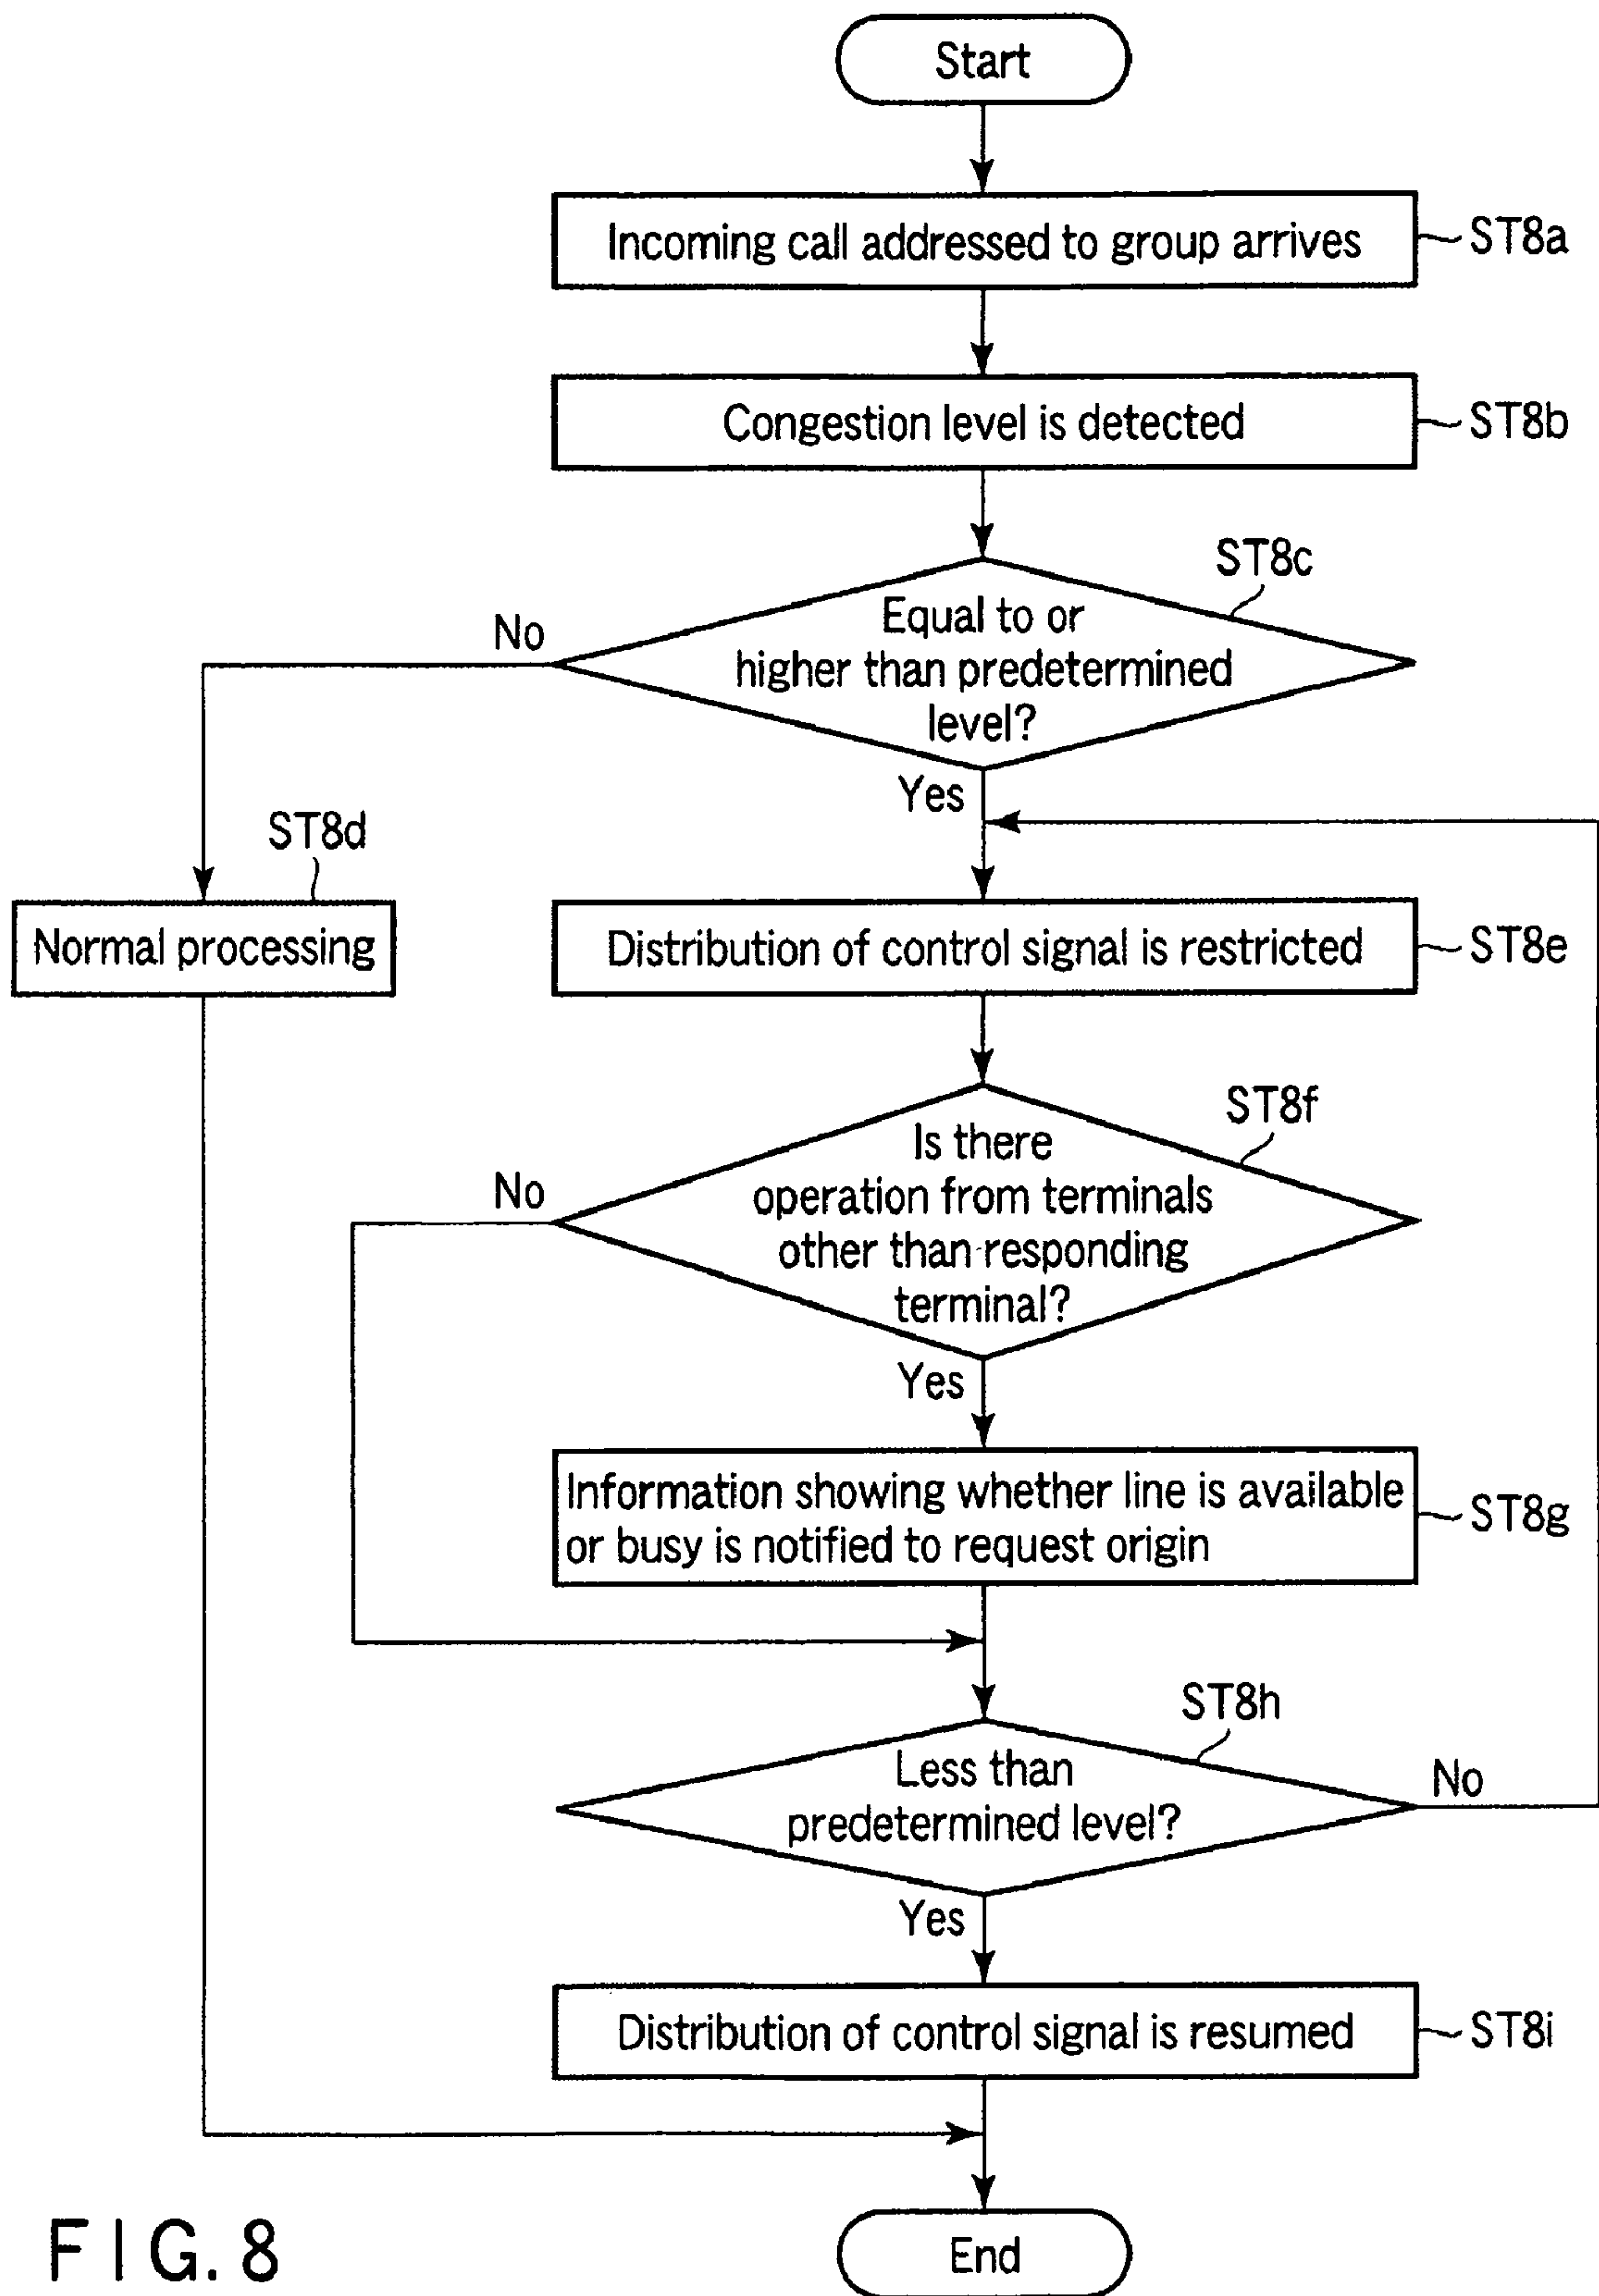 Start
Incoming call addressed to group arrives
ST8a
Congestion level is detected
ST8b
ST8c
Equal to or
higher than predetermined
level?
No
Yes
ST8d
Normal processing
Distribution of control signal is restricted
ST8e
ST8f
Is there
operation from terminals
other than responding
terminal?
No
Yes
Information showing whether line is available
or busy is notified to request origin
ST8g
ST8h
Less than
predetermined level?
No
Yes
Distribution of control signal is resumed
ST8i
End
FIG. 8